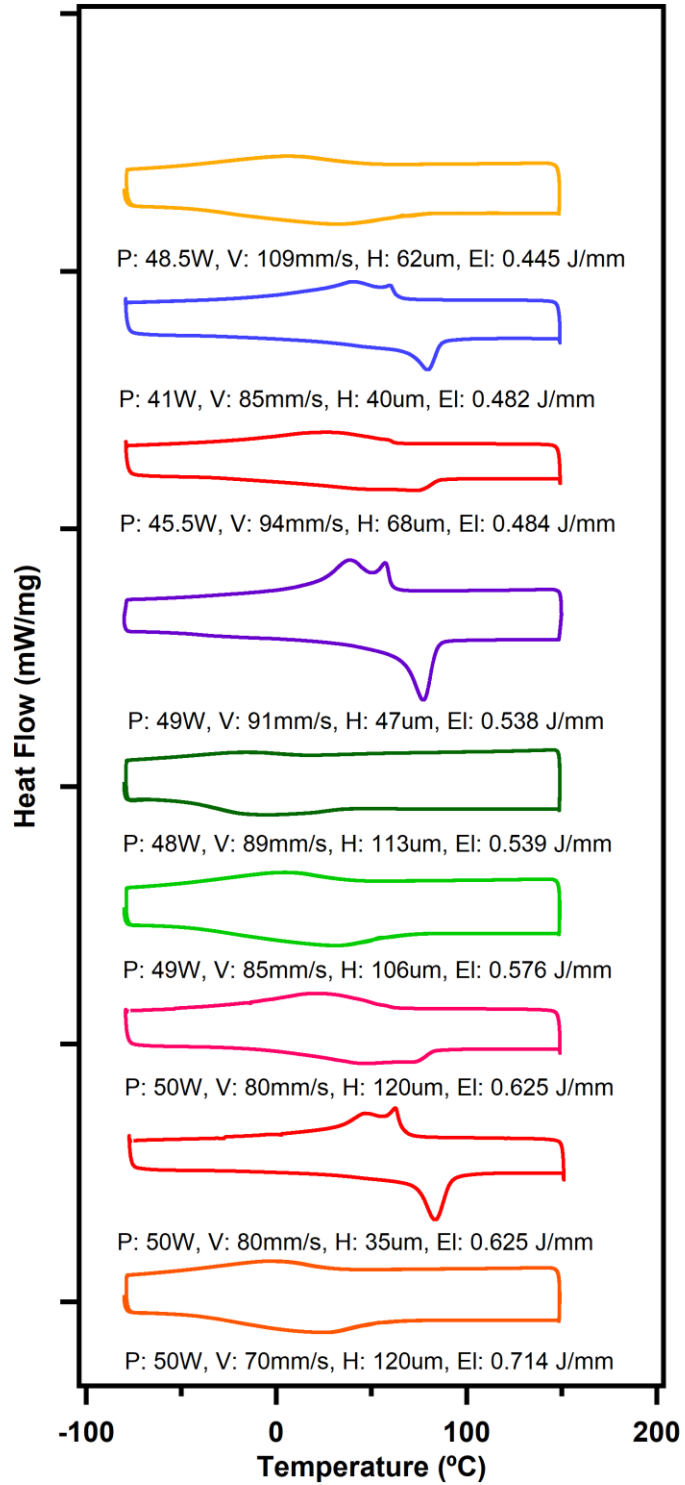 P: 48.5W, V: 109mm/s, H: 62um, El: 0.445 J/mm
P: 41W, V: 85mm/s, H: 40um, El: 0.482 J/mm
P: 45.5W, V: 94mm/s, H: 68um, El: 0.484 J/mm
P: 49W, V: 91mm/s, H: 47um, El: 0.538 J/mm
P: 48W, V: 89mm/s, H: 113um, El: 0.539 J/mm
P: 49W, V: 85mm/s, H: 106um, El: 0.576 J/mm
P: 50W, V: 80mm/s, H: 120um, El: 0.625 J/mm
P: 50W, V: 80mm/s, H: 35um, El: 0.625 J/mm
P: 50W, V: 70mm/s, H: 120um, El: 0.714 J/mm
Heat Flow (mW/mg)
-100 0 100 200
Temperature (ºC)